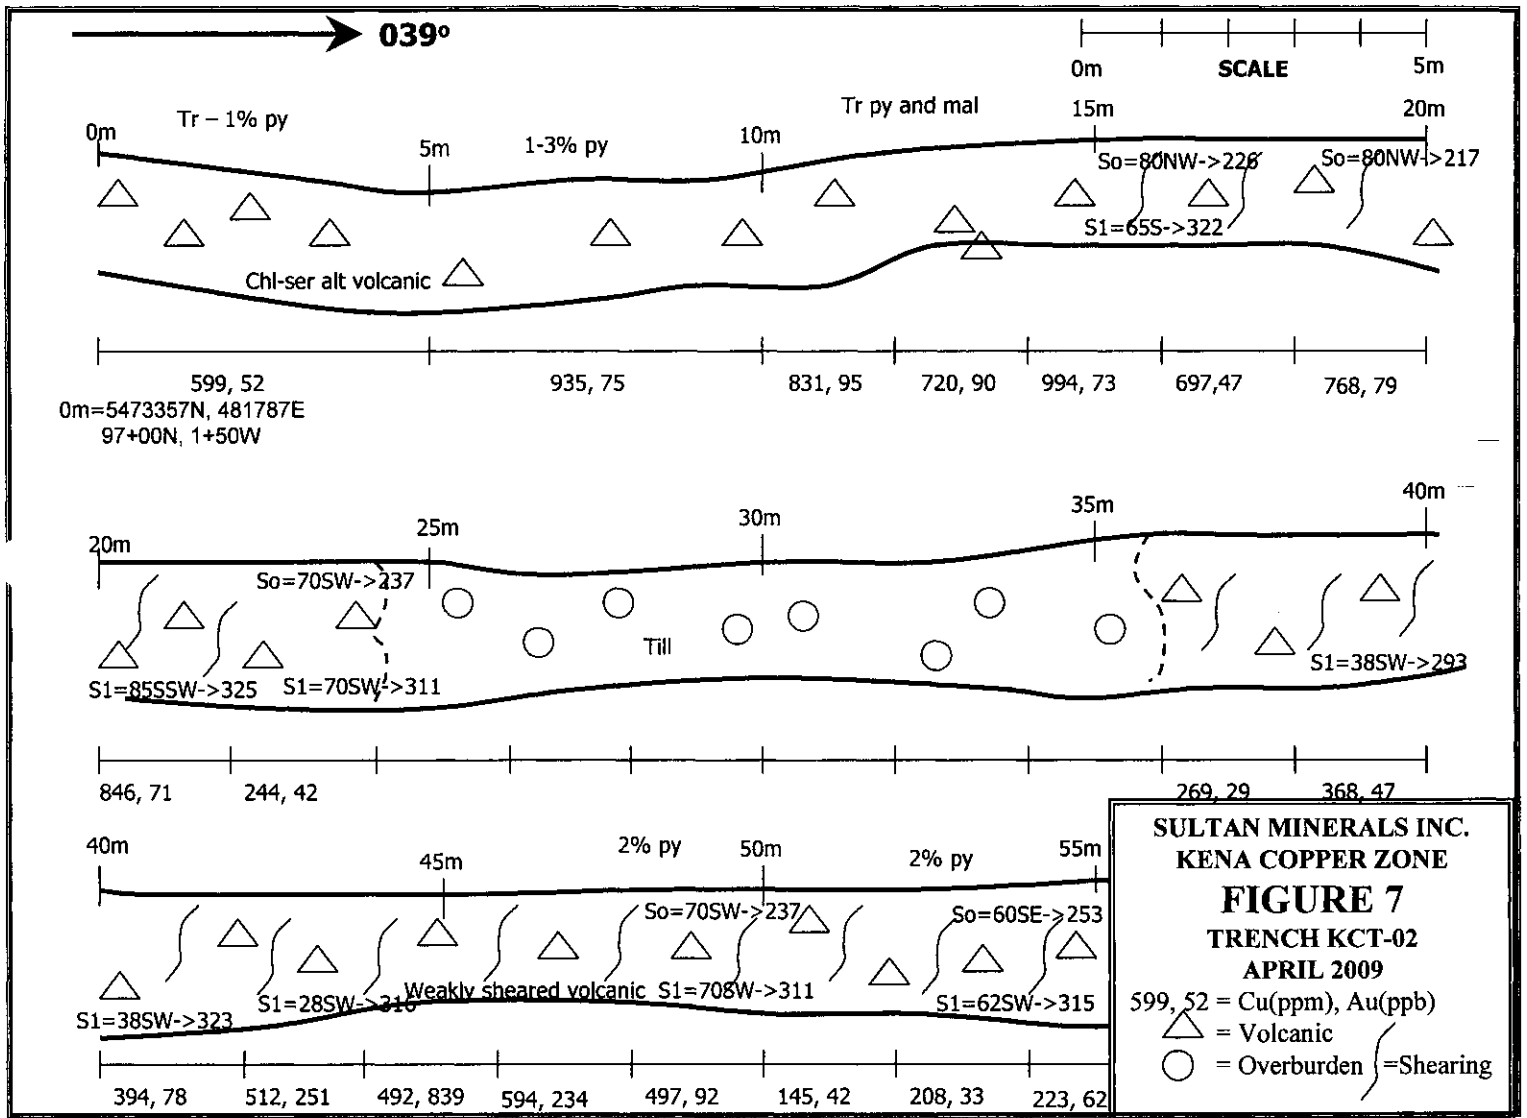 039°
0m SCALE 5m
0m Tr – 1% py 5m 1-3% py 10m Tr py and mal 15m 20m
So=80NW->226 So=80NW->217
S1=65S->322
Chl-ser alt volcanic
599, 52 935, 75 831, 95 720, 90 994, 73 697,47 768, 79
0m=5473357N, 481787E
97+00N, 1+50W
20m 25m 30m 35m 40m
So=70SW->237
Till
S1=85SSW->325 S1=70SW->311 S1=38SW->293
846, 71 244, 42 269, 29 368, 47
40m 45m 2% py 50m 2% py 55m
So=70SW->237 So=60SE->253
S1=38SW->323 S1=28SW->316 Weakly sheared volcanic S1=70SW->311 S1=62SW->315
394, 78 512, 251 492, 839 594, 234 497, 92 145, 42 208, 33 223, 62
SULTAN MINERALS INC.
KENA COPPER ZONE
FIGURE 7
TRENCH KCT-02
APRIL 2009
599, 52 = Cu(ppm), Au(ppb)
= Volcanic
= Overburden =Shearing